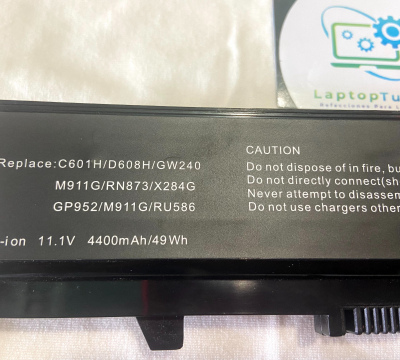 LaptopTu
Refacciones Para L
Replace:C601H/D608H/GW240
M911G/RN873/X284G
GP952/M911G/RU586
-ion 11.1V 4400mAh/49Wh
CAUTION
Do not dispose of in fire, bu
Do not directly connect(sh
Never attempt to disassem
Do not use chargers other